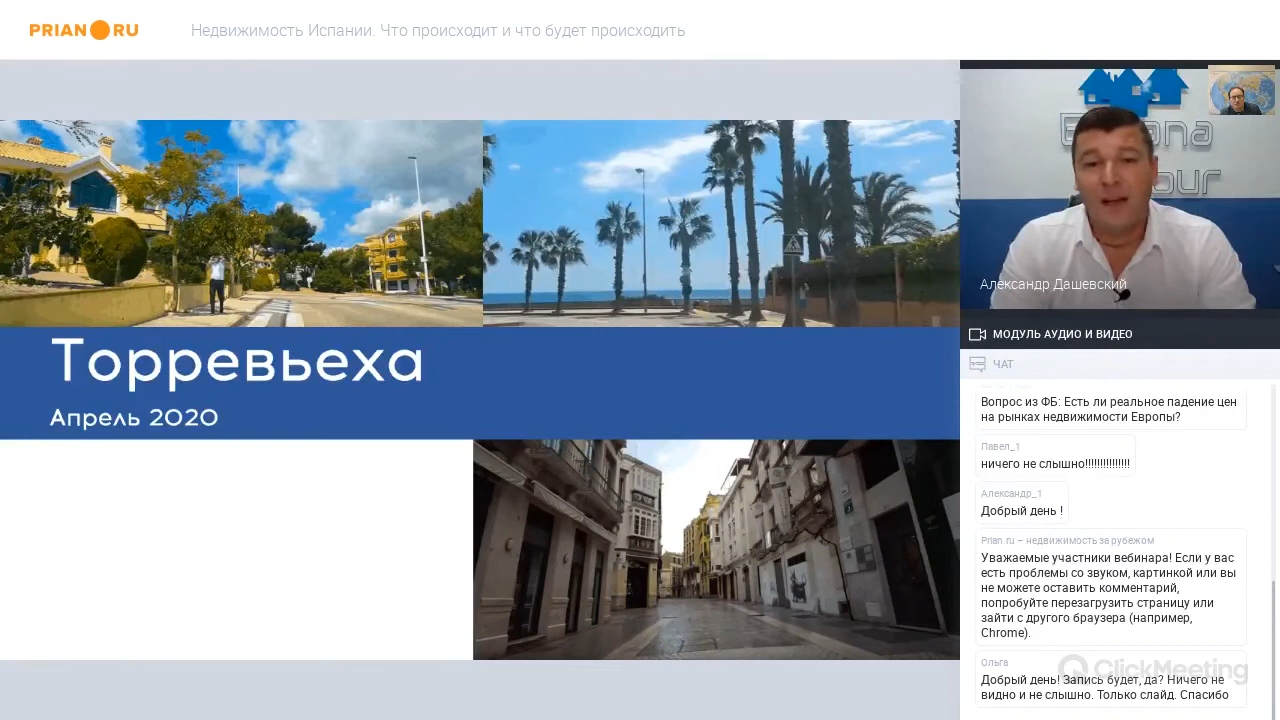 PRIAN RU
Недвижимость Испании. Что происходит и что будет происходить
Торревьеха
Апрель 2020
Александр Дашевский
МОДУЛЬ АУДИО И ВИДЕО
ЧАТ
Вопрос из ФБ: Есть ли реальное падение цен
на рынках недвижимости Европы?
Павел_1
ничего не слышно!!!!!!!!!!!!!!!
Александр_1
Добрый день !
Prian.ru – недвижимость за рубежом
Уважаемые участники вебинара! Если у вас
есть проблемы со звуком, картинкой или вы
не можете оставить комментарий,
попробуйте перезагрузить страницу или
зайти с другого браузера (например,
Chrome).
Ольга
Добрый день! Запись будет, да? Ничего не
видно и не слышно. Только слайд. Спасибо
ClickMeeting